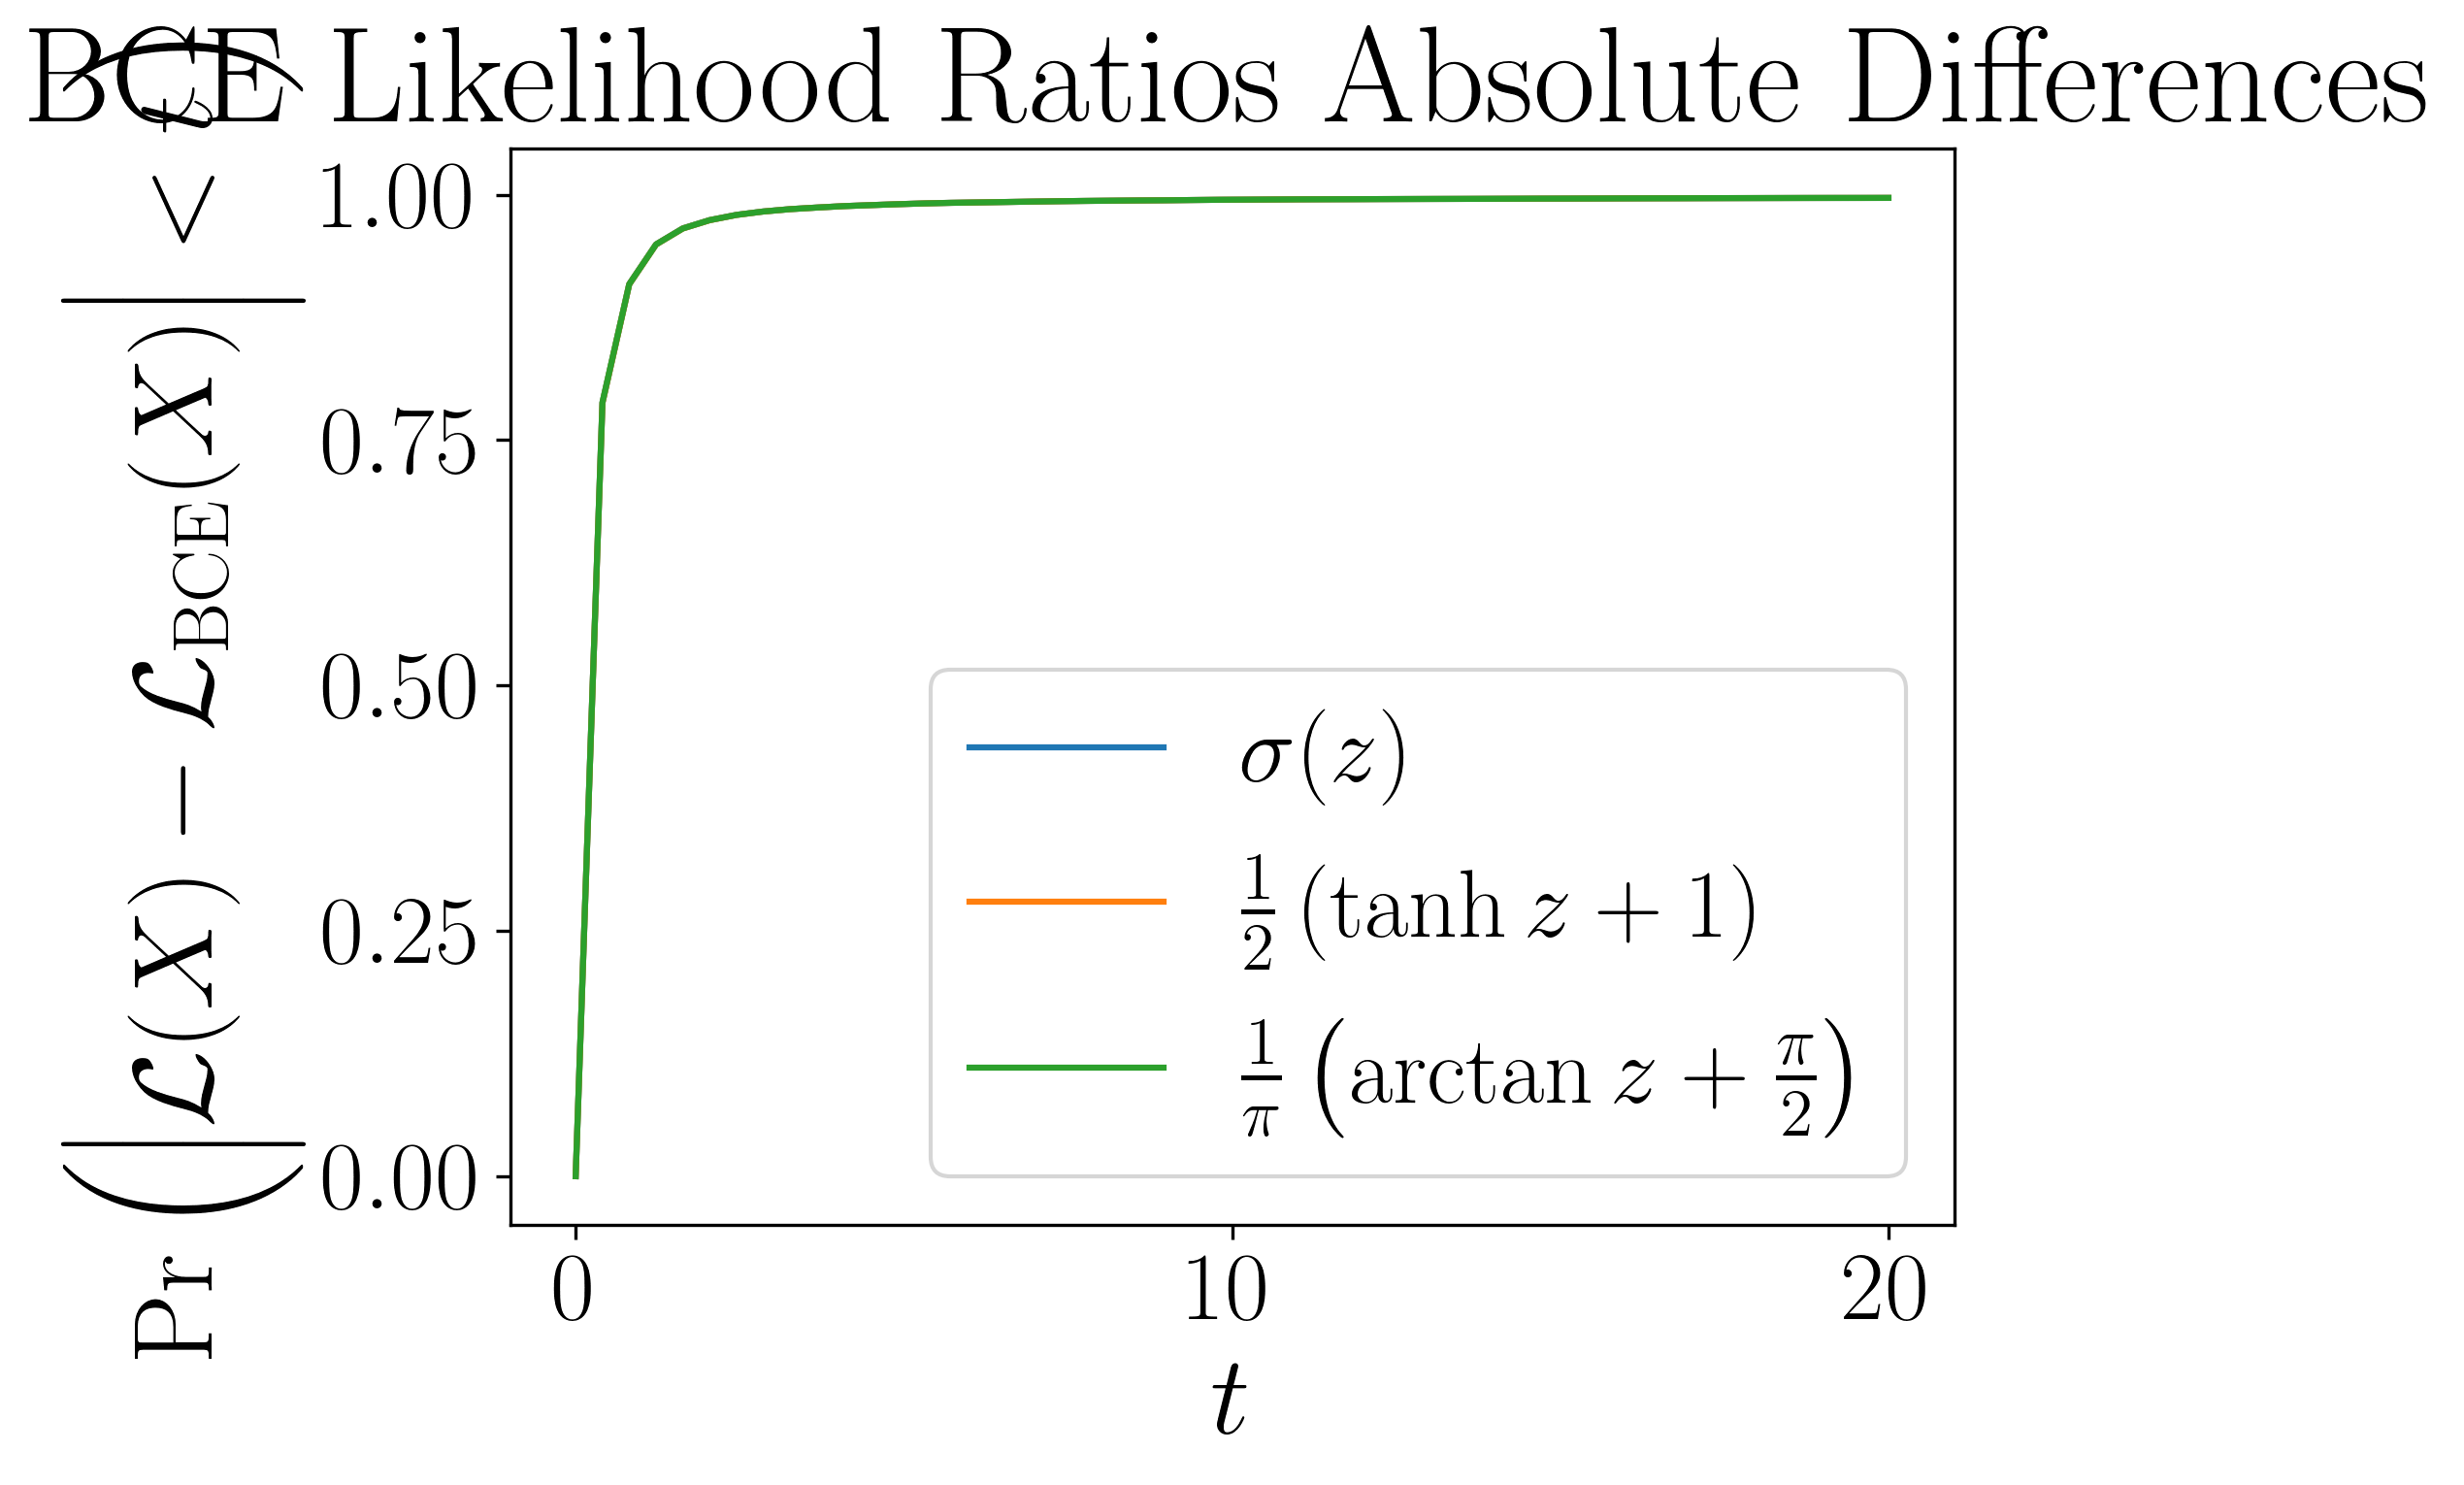 BCE Likelihood Ratios Absolute Differences
Pr(|𝓛(X) − 𝓛_BCE(X)| < t)
1.00
0.75
0.50
0.25
0.00
σ(z)
1/2 (tanh z + 1)
1/π (arctan z + π/2)
0
10
20
t